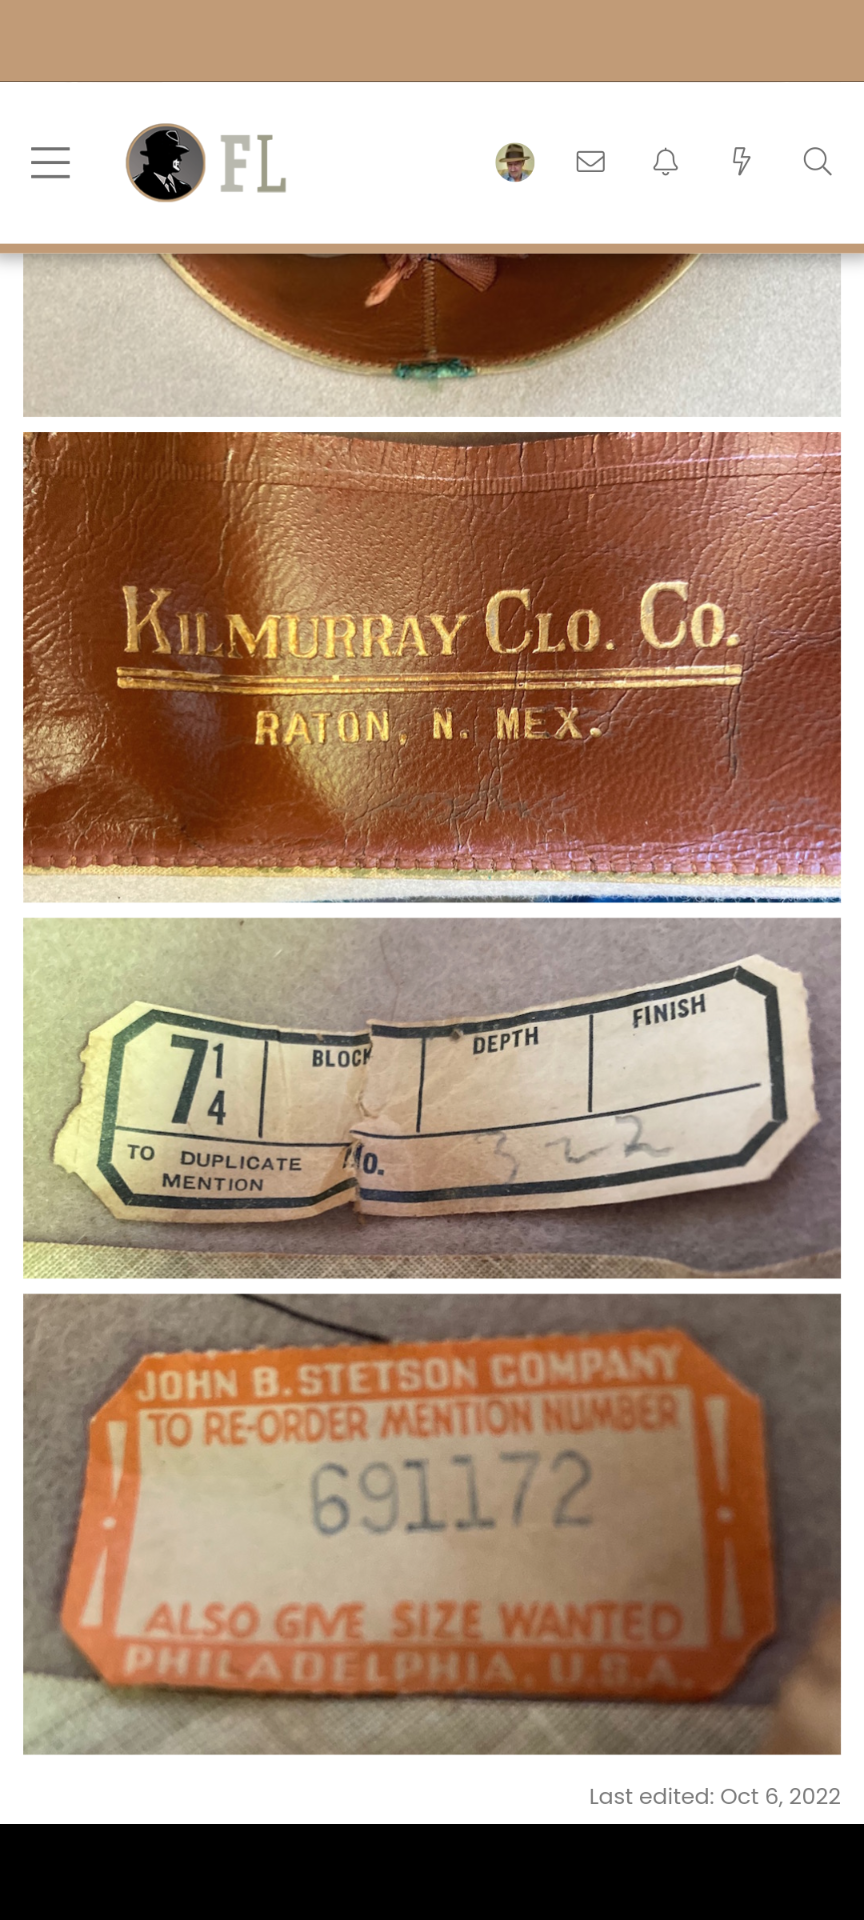 FL
KILMURRAY CLO. CO.
RATON, N. MEX.
7 1/4
BLOCK
DEPTH
FINISH
TO DUPLICATE
MENTION
No.
322
JOHN B. STETSON COMPANY
TO RE-ORDER MENTION NUMBER
691172
ALSO GIVE SIZE WANTED
PHILADELPHIA, U.S.A.
Last edited: Oct 6, 2022